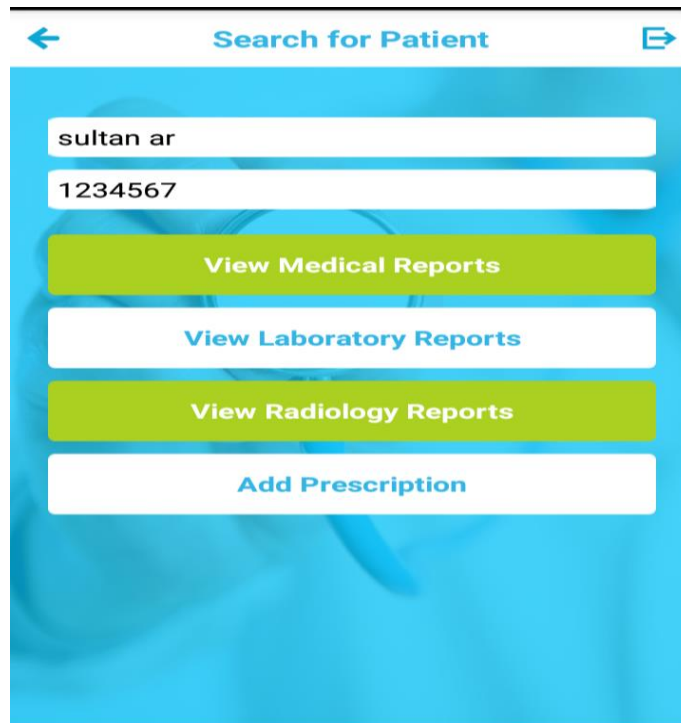 Search for Patient
sultan ar
1234567
View Medical Reports
View Laboratory Reports
View Radiology Reports
Add Prescription